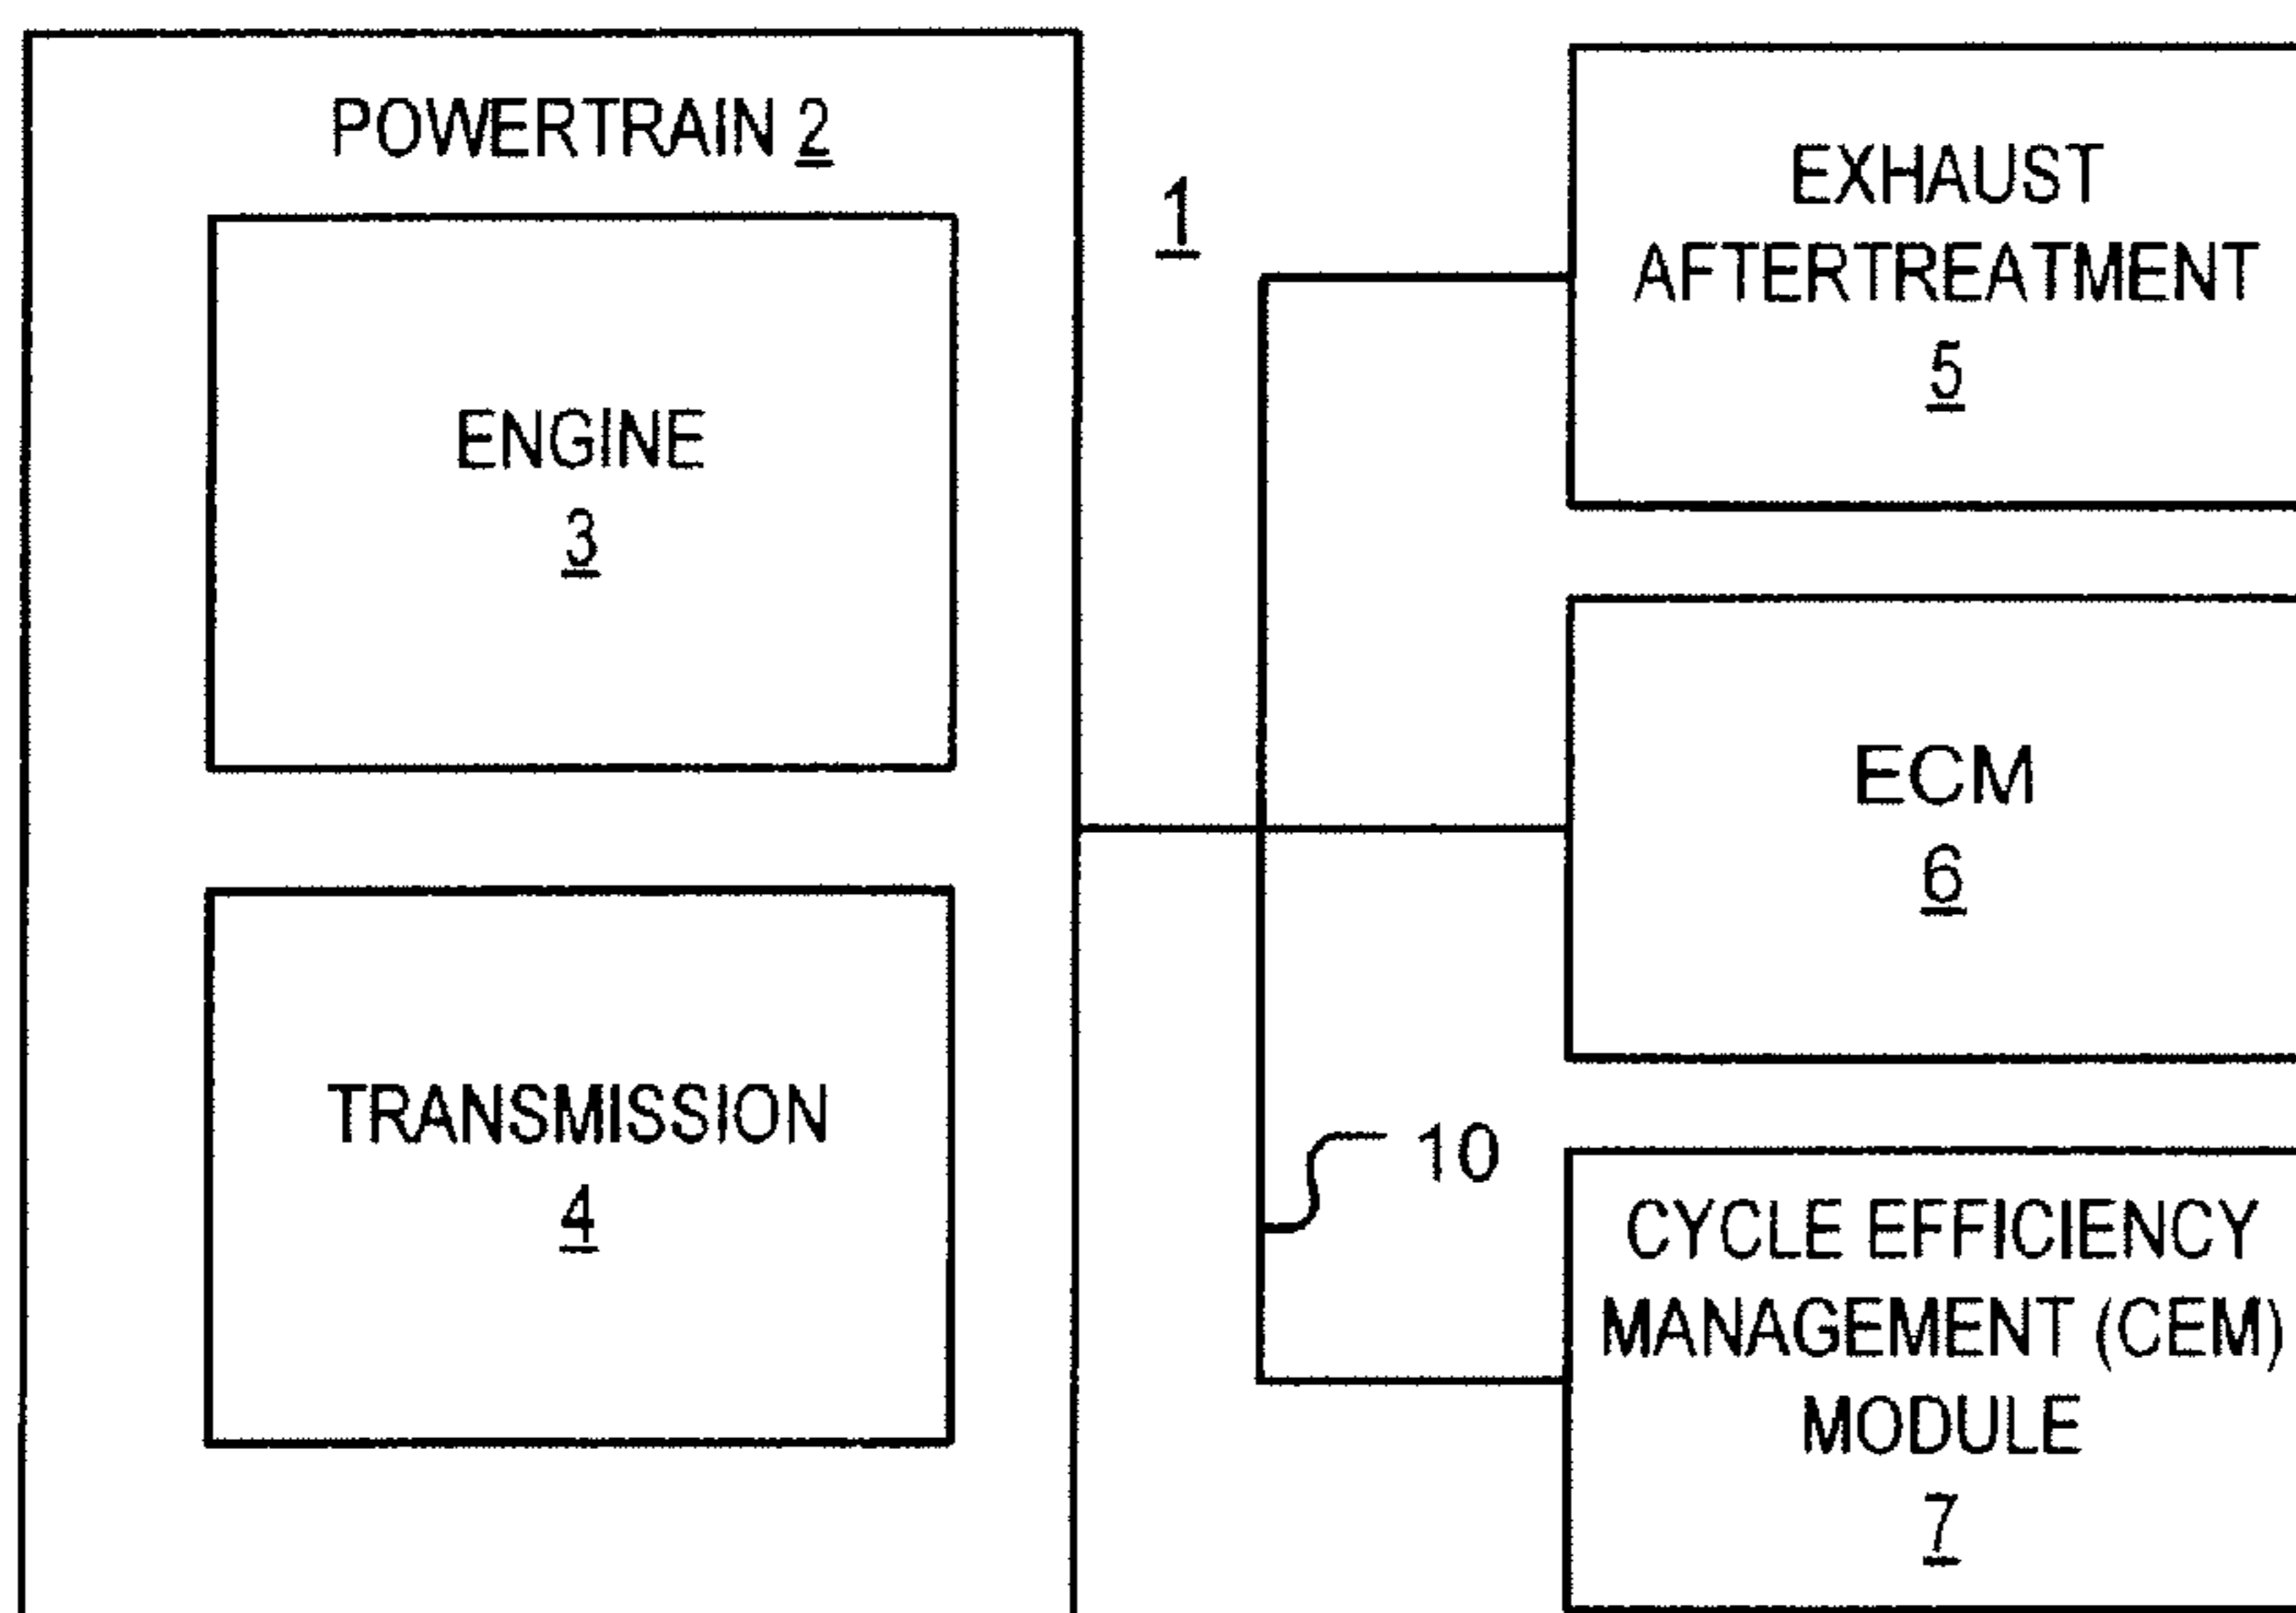 POWERTRAIN 2
ENGINE
3
TRANSMISSION
4
1
10
EXHAUST
AFTERTREATMENT
5
ECM
6
CYCLE EFFICIENCY
MANAGEMENT (CEM)
MODULE
7